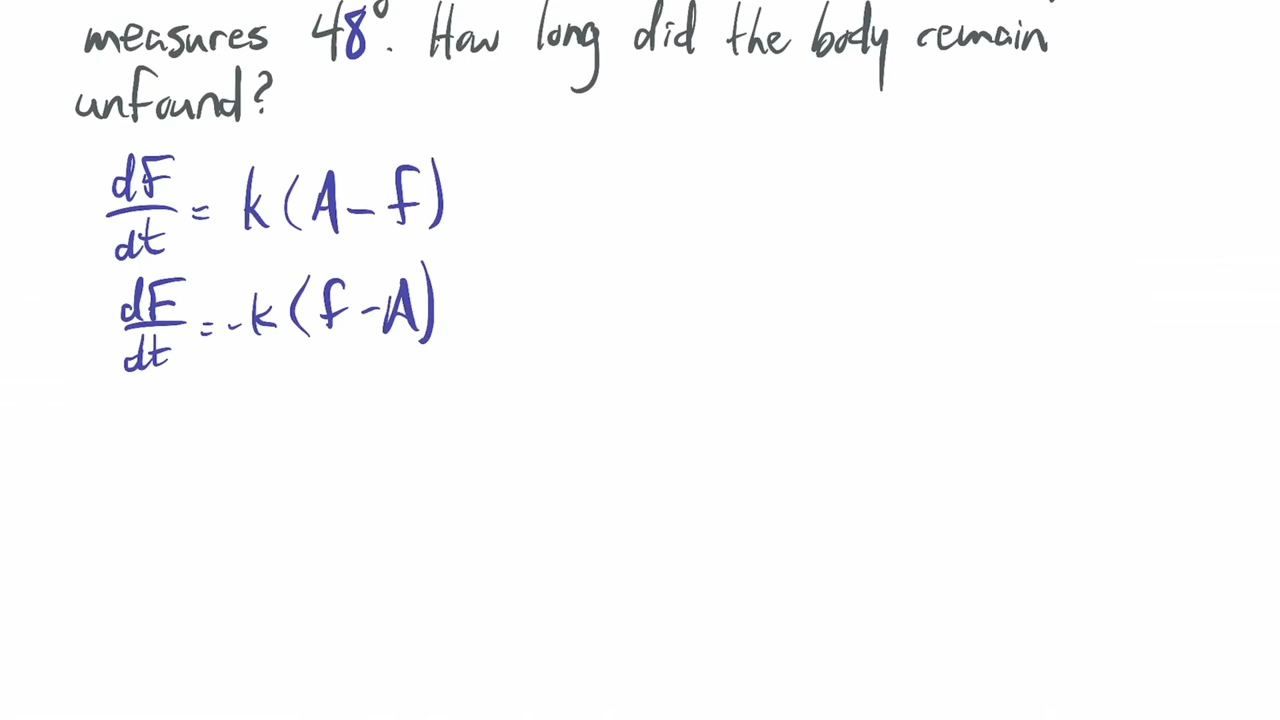 measures 48°. How long did the body remain
unfound?
dF/dt = k(A-f)
dF/dt = -k(f-A)